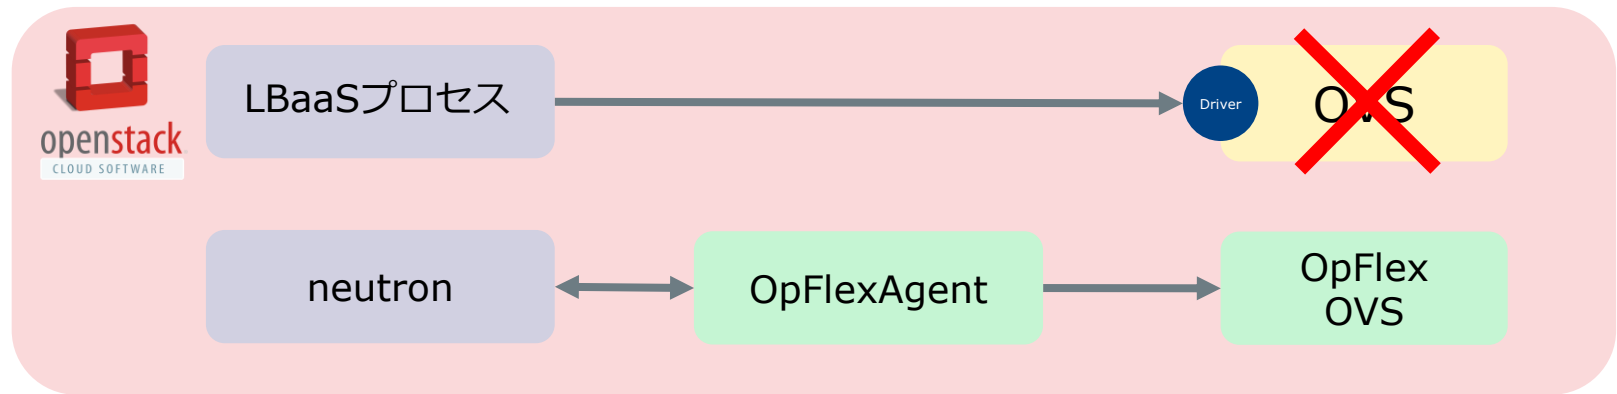 openstack
CLOUD SOFTWARE
LBaaSプロセス
Driver
OVS
neutron
OpFlexAgent
OpFlex
OVS